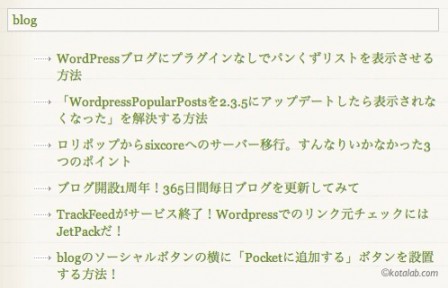 blog
WordPressブログにプラグインなしでパンくずリストを表示させる
方法
「WordpressPopularPostsを2.3.5にアップデートしたら表示されな
くなった」を解決する方法
ロリポップからsixcoreへのサーバー移行。すんなりいかなかった3
つのポイント
ブログ開設1周年！365日間毎日ブログを更新してみて
TrackFeedがサービス終了！Wordpressでのリンク元チェックには
JetPackだ！
blogのソーシャルボタンの横に「Pocketに追加する」ボタンを設置
する方法！
©kotalab.com